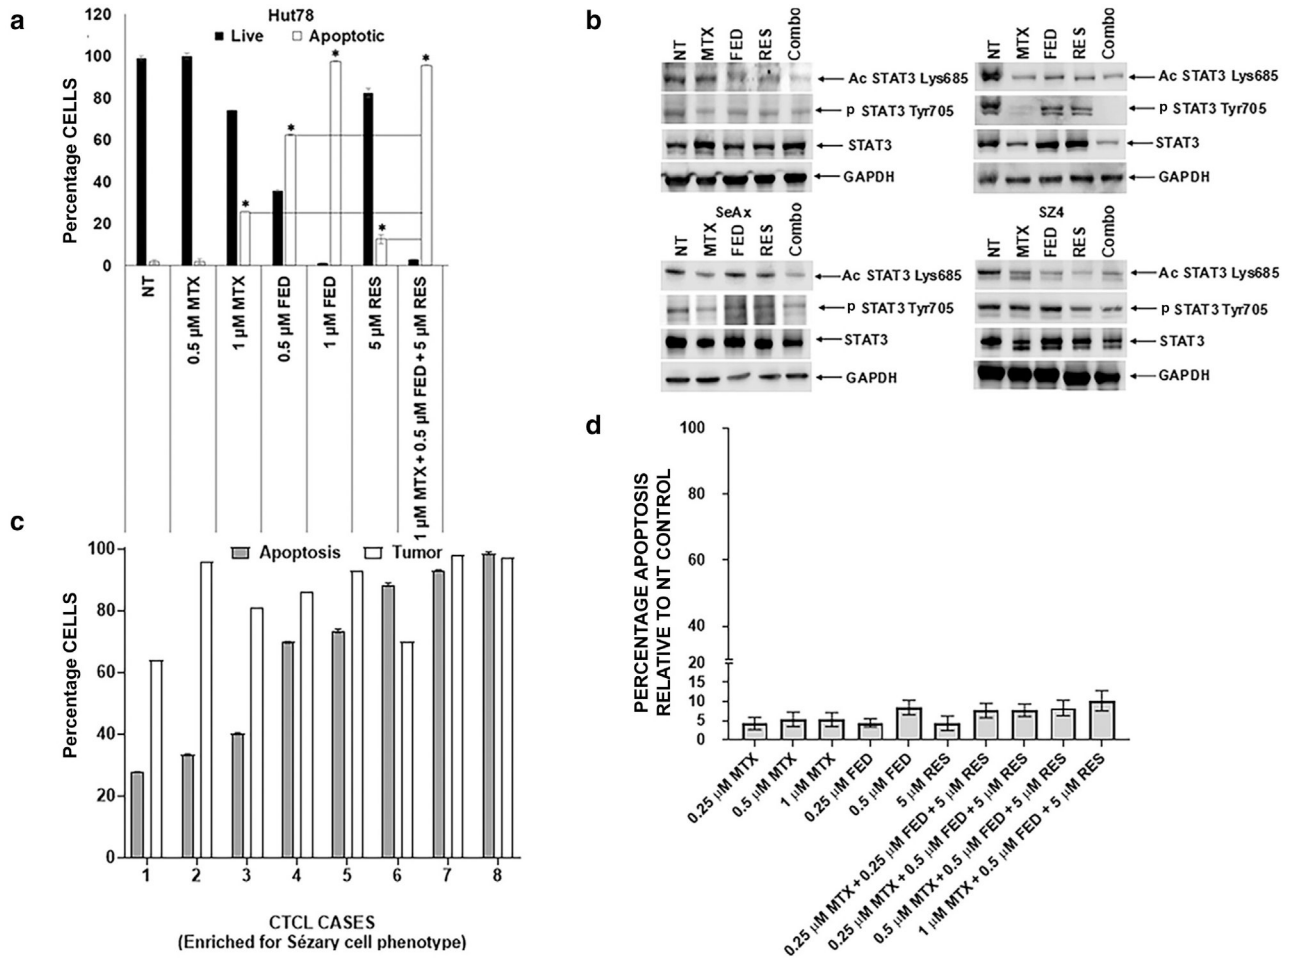 a
Hut78
Live
Apoptotic
Percentage CELLS
120
100
80
60
40
20
0
*
*
*
*
*
NT
0.5 µM MTX
1 µM MTX
0.5 µM FED
1 µM FED
5 µM RES
1 µM MTX + 0.5 µM FED + 5 µM RES
b
NT
MTX
FED
RES
Combo
Ac STAT3 Lys685
p STAT3 Tyr705
STAT3
GAPDH
NT
MTX
FED
RES
Combo
Ac STAT3 Lys685
p STAT3 Tyr705
STAT3
GAPDH
SeAx
NT
MTX
FED
RES
Combo
Ac STAT3 Lys685
p STAT3 Tyr705
STAT3
GAPDH
SZ4
NT
MTX
FED
RES
Combo
Ac STAT3 Lys685
p STAT3 Tyr705
STAT3
GAPDH
c
Apoptosis
Tumor
Percentage CELLS
100
80
60
40
20
0
1 2 3 4 5 6 7 8
CTCL CASES
(Enriched for Sézary cell phenotype)
d
PERCENTAGE APOPTOSIS
RELATIVE TO NT CONTROL
100
80
60
40
20
15
10
5
0
0.25 µM MTX
0.5 µM MTX
1 µM MTX
0.25 µM FED
0.5 µM FED
5 µM RES
0.25 µM MTX + 0.25 µM FED + 5 µM RES
0.25 µM MTX + 0.5 µM FED + 5 µM RES
0.5 µM MTX + 0.5 µM FED + 5 µM RES
1 µM MTX + 0.5 µM FED + 5 µM RES